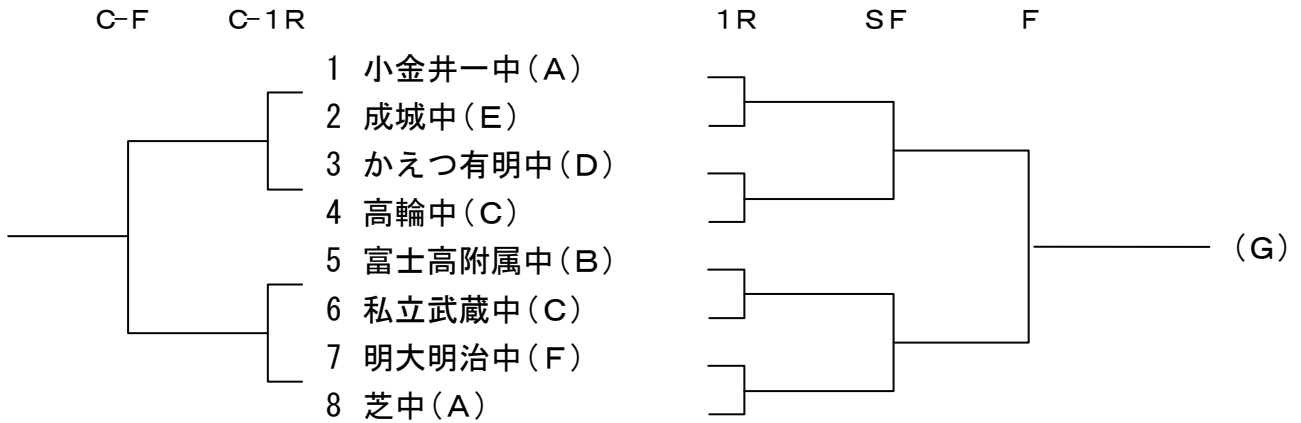 C-F C-1R 1R SF F
1 小金井一中(A)
2 成城中(E)
3 かえつ有明中(D)
4 高輪中(C)
5 富士高附属中(B)
(G)
6 私立武蔵中(C)
7 明大明治中(F)
8 芝中(A)